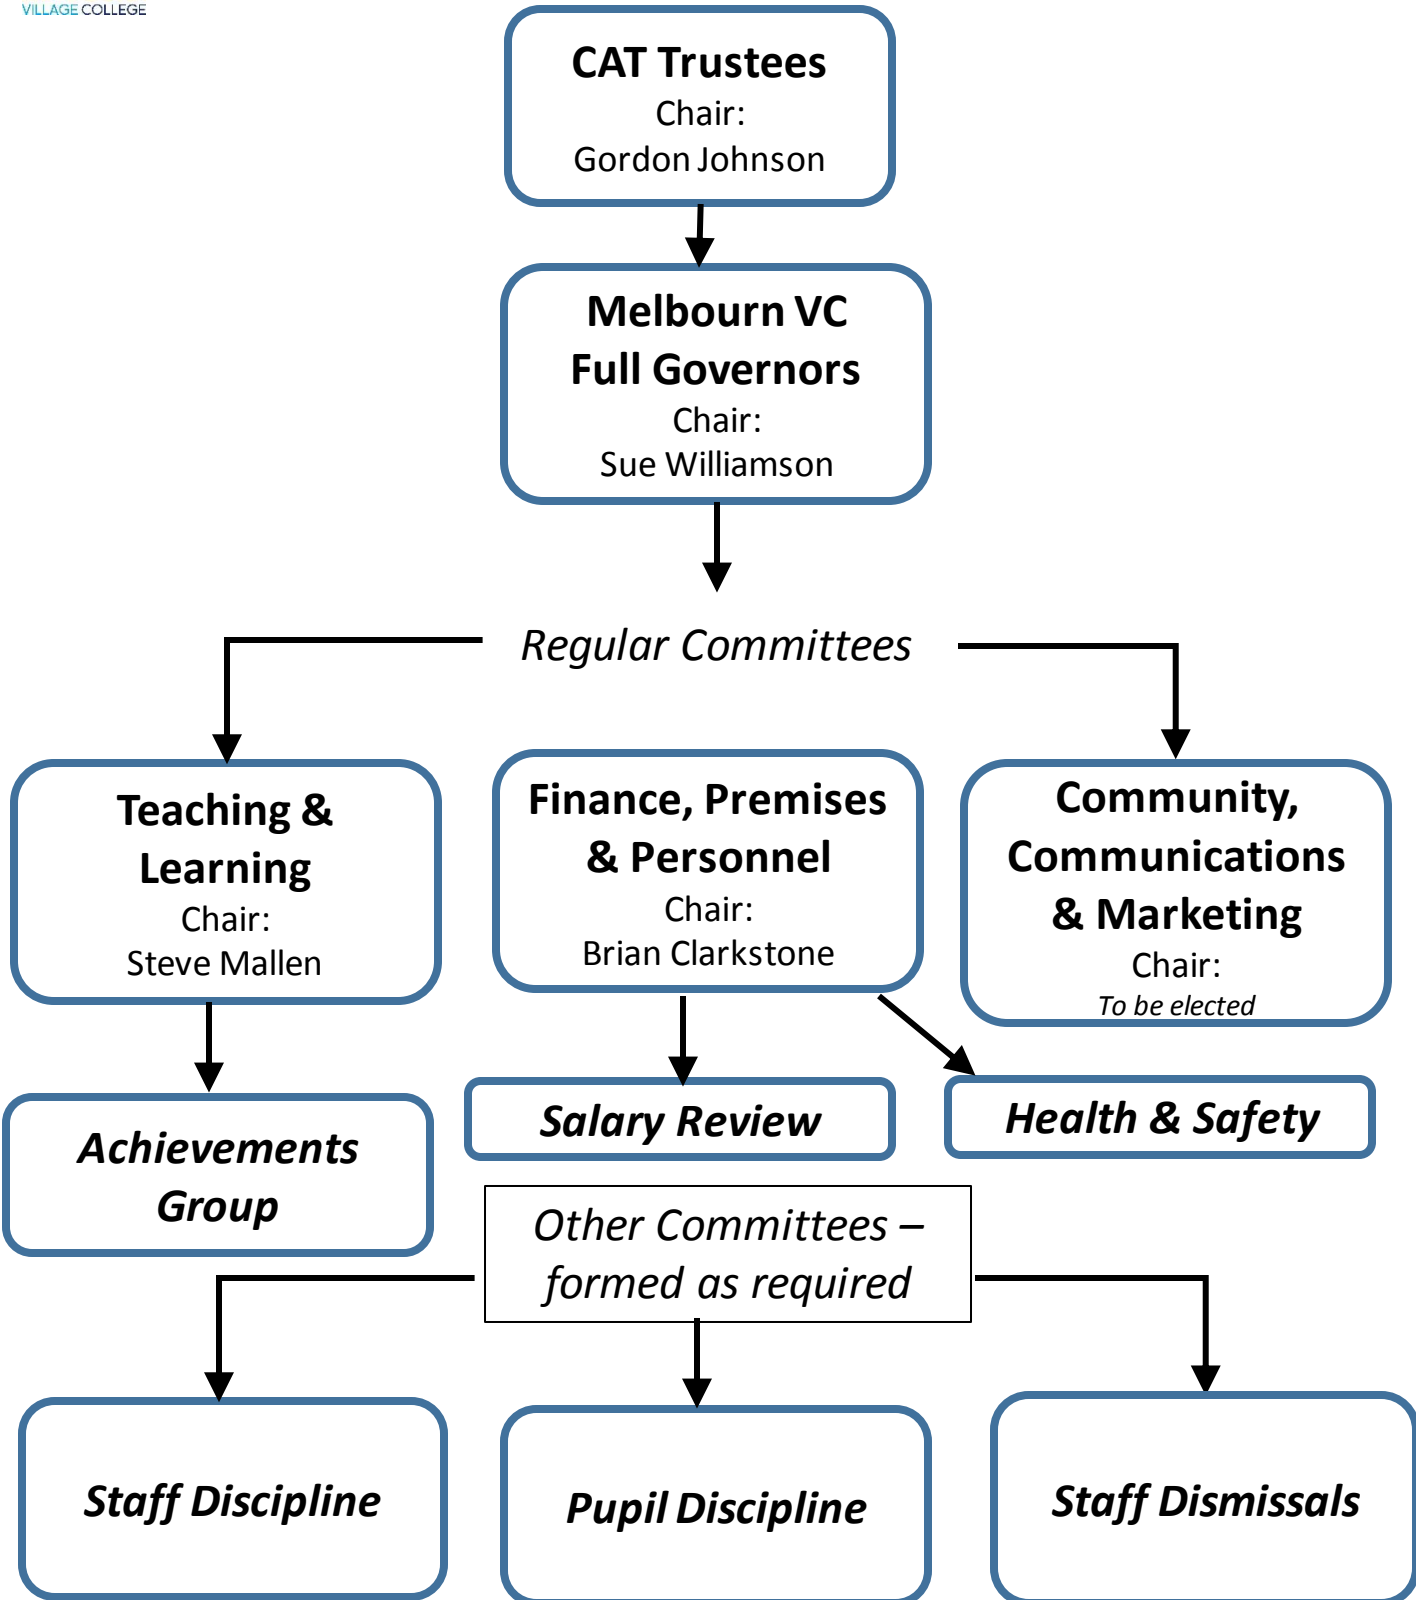 VILLAGE COLLEGE
CAT Trustees
Chair:
Gordon Johnson
Melbourn VC
Full Governors
Chair:
Sue Williamson
Regular Committees
Teaching &
Learning
Chair:
Steve Mallen
Finance, Premises
& Personnel
Chair:
Brian Clarkstone
Community,
Communications
& Marketing
Chair:
To be elected
Achievements
Group
Salary Review
Health & Safety
Other Committees –
formed as required
Staff Discipline
Pupil Discipline
Staff Dismissals